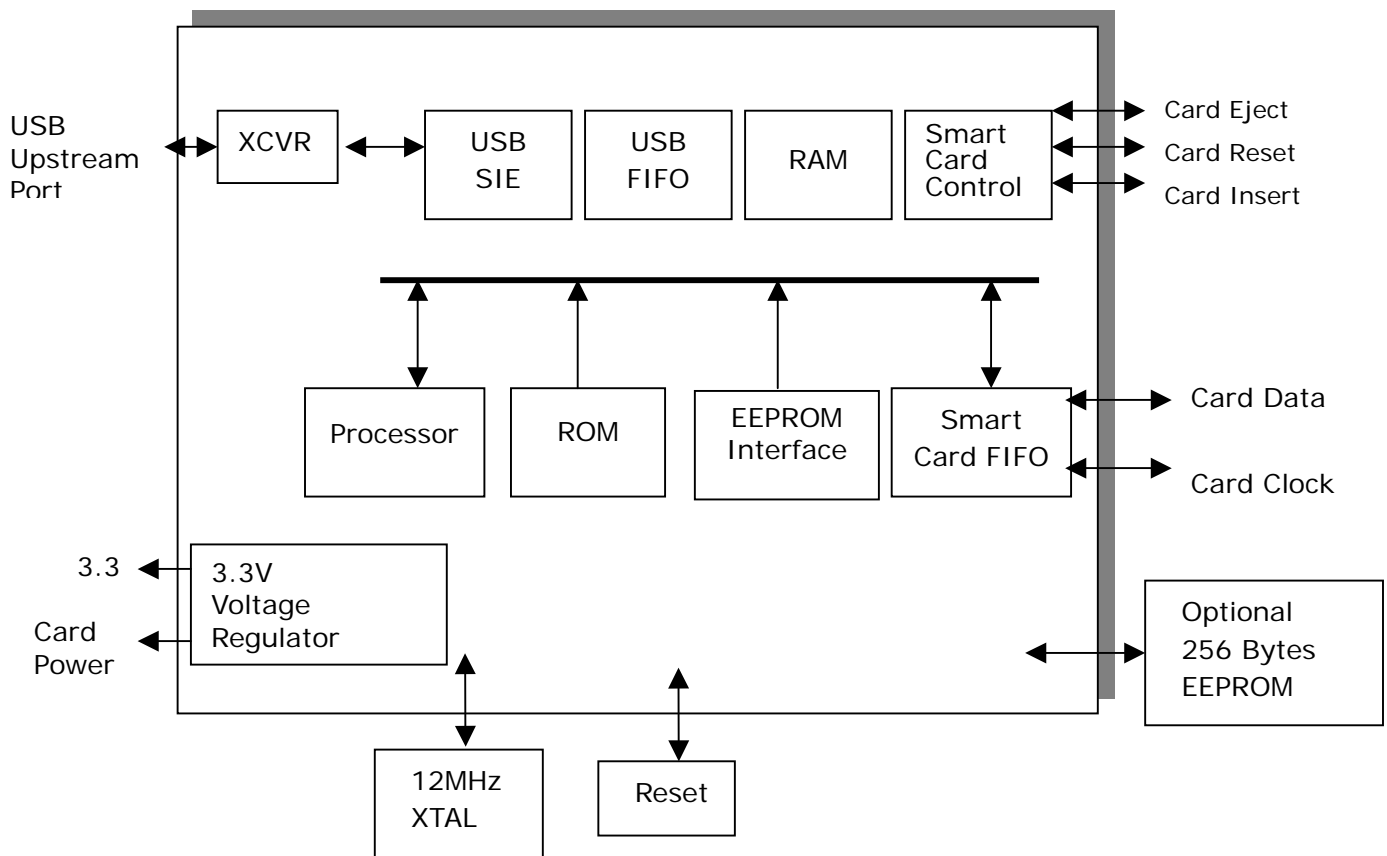 USB
Upstream
Port
XCVR
USB
SIE
USB
FIFO
RAM
Smart
Card
Control
Card Eject
Card Reset
Card Insert
Processor
ROM
EEPROM
Interface
Smart
Card FIFO
Card Data
Card Clock
3.3
Card
Power
3.3V
Voltage
Regulator
Optional
256 Bytes
EEPROM
12MHz
XTAL
Reset